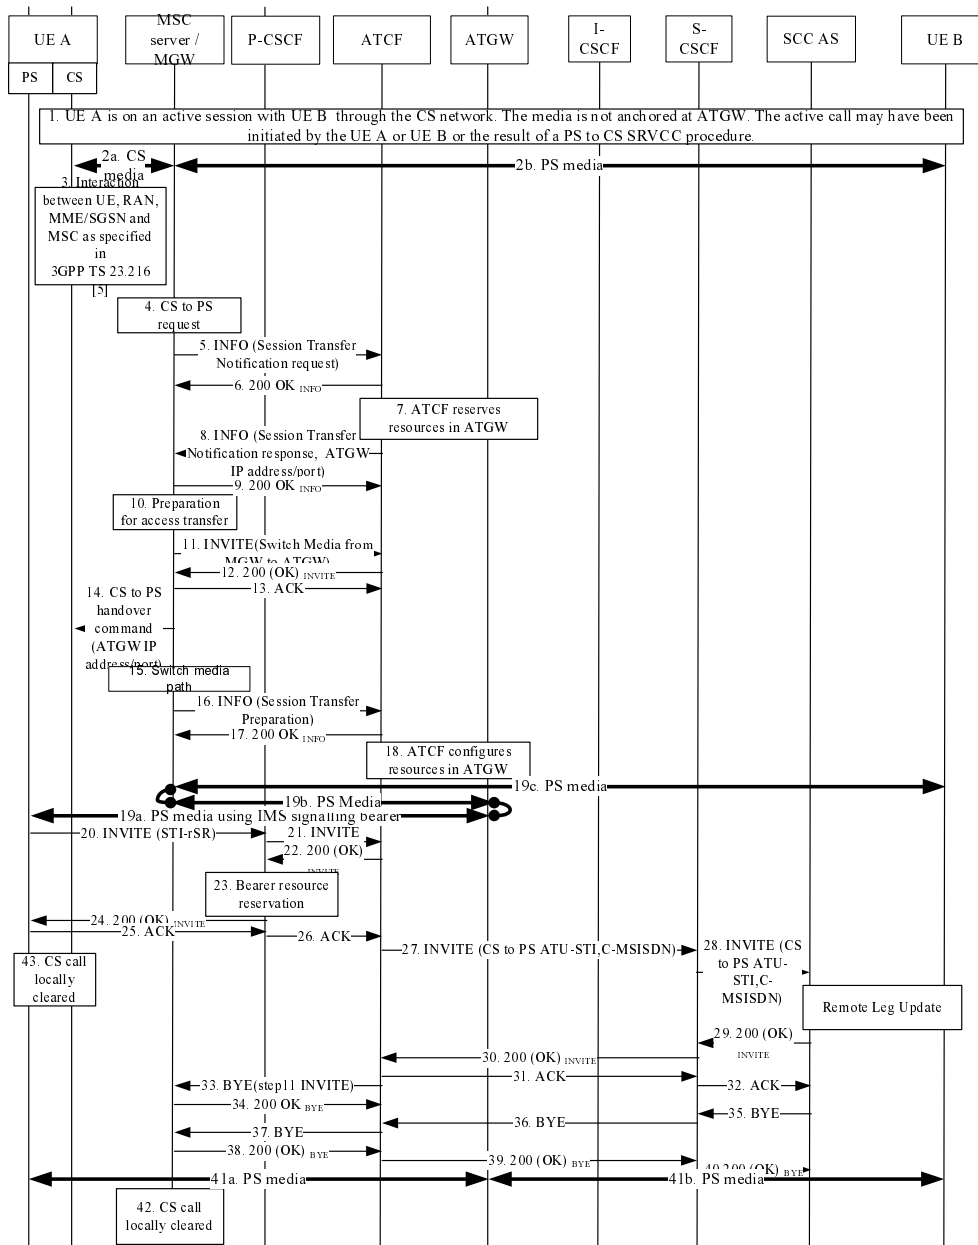 UE A
MSC
server /
MGW
P-CSCF
ATCF
ATGW
I-
CSCF
S-
CSCF
SCC AS
UE B
PS
CS
1. UE A is on an active session with UE B through the CS network. The media is not anchored at ATGW. The active call may have been
initiated by the UE A or UE B or the result of a PS to CS SRVCC procedure.
2a. CS
media
2b. PS media
3. Interaction
between UE, RAN,
MME/SGSN and
MSC as specified
in
3GPP TS 23.216
[5]
4. CS to PS
request
5. INFO (Session Transfer
Notification request)
6. 200 OK INFO
7. ATCF reserves
resources in ATGW
8. INFO (Session Transfer
Notification response, ATGW
IP address/port)
9. 200 OK INFO
10. Preparation
for access transfer
11. INVITE(Switch Media from
MGW to ATGW)
12. 200 (OK) INVITE
13. ACK
14. CS to PS
handover
command
(ATGW IP
address/port)
15. Switch media
path
16. INFO (Session Transfer
Preparation)
17. 200 OK INFO
18. ATCF configures
resources in ATGW
19c. PS media
19b. PS Media
19a. PS media using IMS signalling bearer
20. INVITE (STI-rSR)
21. INVITE
22. 200 (OK)
INVITE
23. Bearer resource
reservation
24. 200 (OK) INVITE
25. ACK
26. ACK
27. INVITE (CS to PS ATU-STI,C-MSISDN)
28. INVITE (CS
to PS ATU-
STI,C-
MSISDN)
43. CS call
locally
cleared
Remote Leg Update
29. 200 (OK)
INVITE
30. 200 (OK) INVITE
31. ACK
32. ACK
33. BYE(step11 INVITE)
34. 200 OK BYE
35. BYE
36. BYE
37. BYE
38. 200 (OK) BYE
39. 200 (OK) BYE
40. 200 (OK) BYE
41a. PS media
41b. PS media
42. CS call
locally cleared